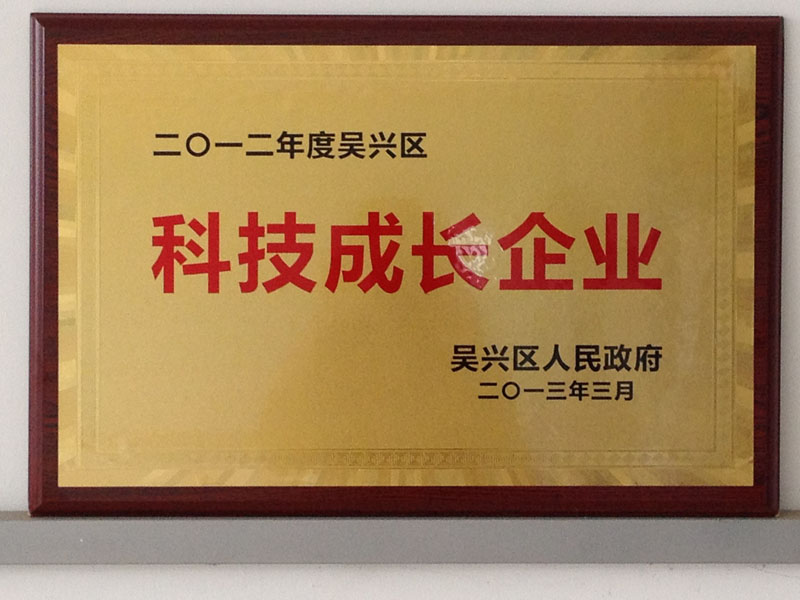 二〇一二年度吴兴区
科技成长企业
吴兴区人民政府
二〇一三年三月